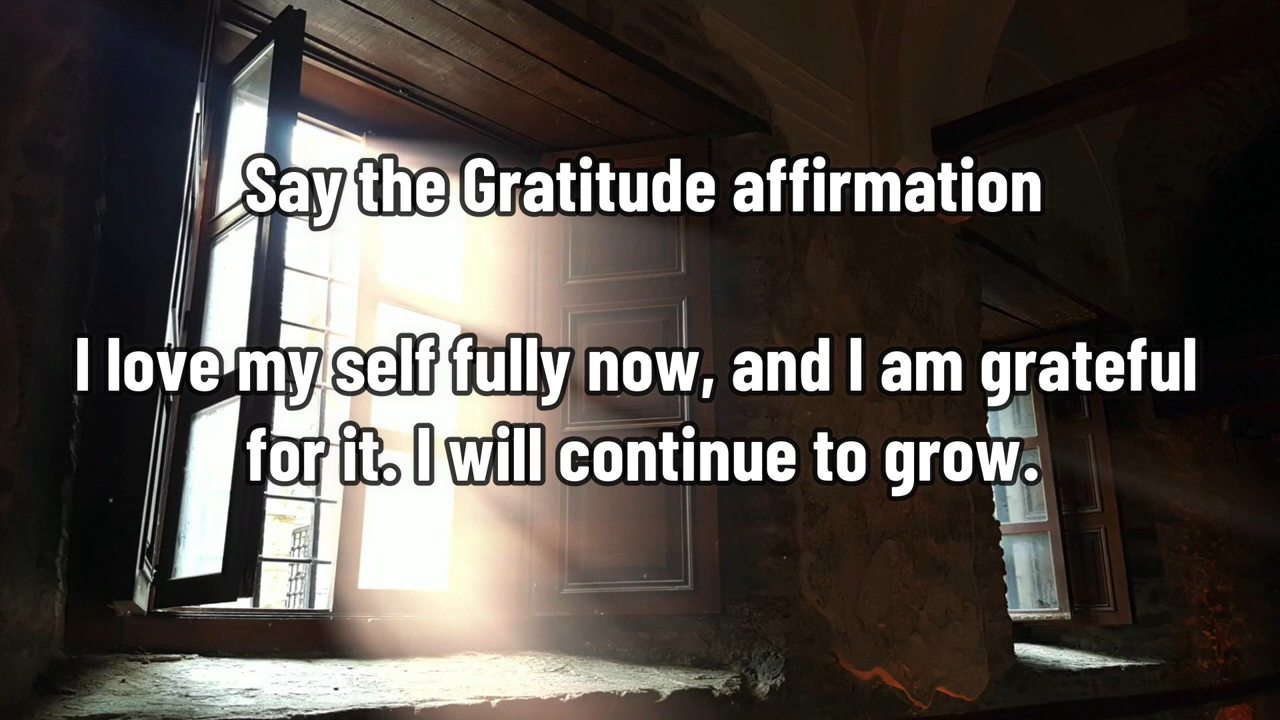 Say the Gratitude affirmation
I love my self fully now, and I am grateful
for it. I will continue to grow.